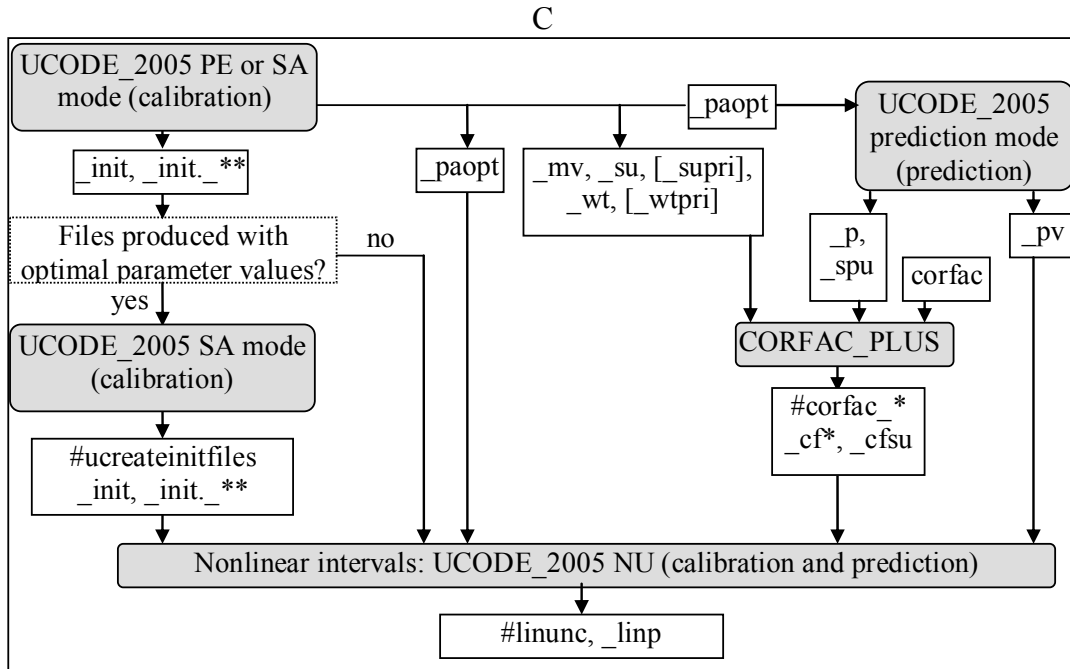 C
UCODE_2005 PE or SA
mode (calibration)
_paopt
UCODE_2005
prediction mode
(prediction)
_init, _init._**
_paopt
_mv, _su, [_supri],
_wt, [_wtpri]
Files produced with
optimal parameter values?
no
yes
_p,
_spu
_pv
corfac
UCODE_2005 SA mode
(calibration)
CORFAC_PLUS
#ucreateinitfiles
_init, _init._**
#corfac_*
_cf*, _cfsu
Nonlinear intervals: UCODE_2005 NU (calibration and prediction)
#linunc, _linp